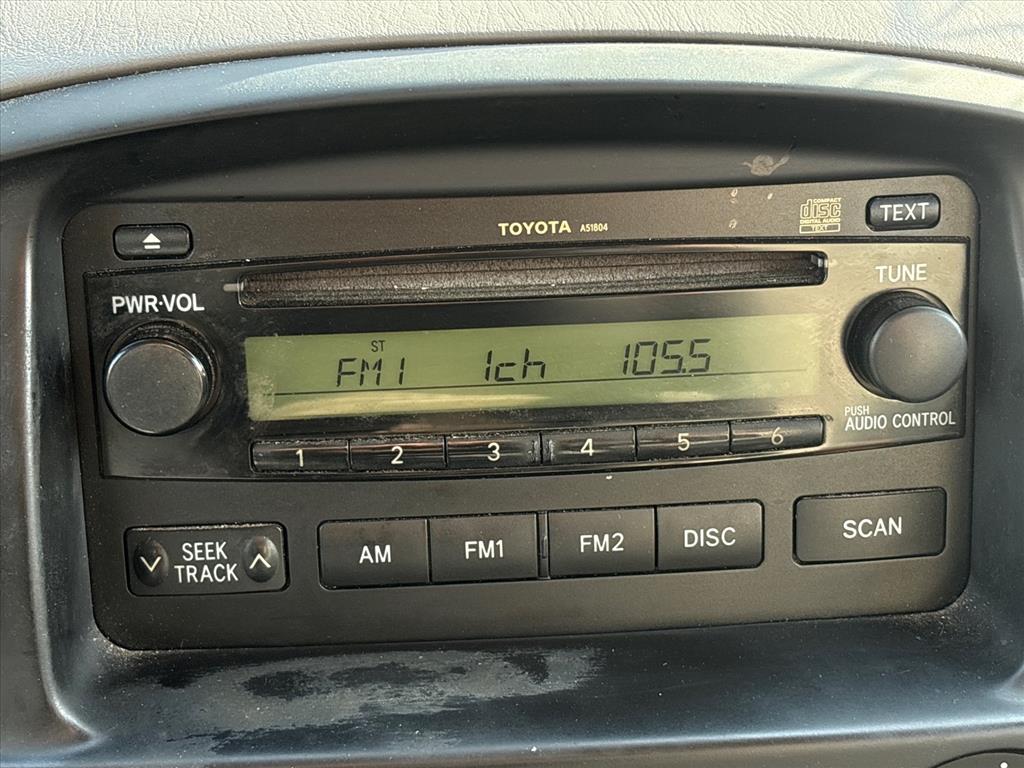 TOYOTA A51804
COMPACT
disc
DIGITAL AUDIO
TEXT
TEXT
PWR·VOL
TUNE
ST
FM1 1ch 105.5
PUSH
AUDIO CONTROL
1 2 3 4 5 6
SEEK
TRACK
AM FM1 FM2 DISC
SCAN